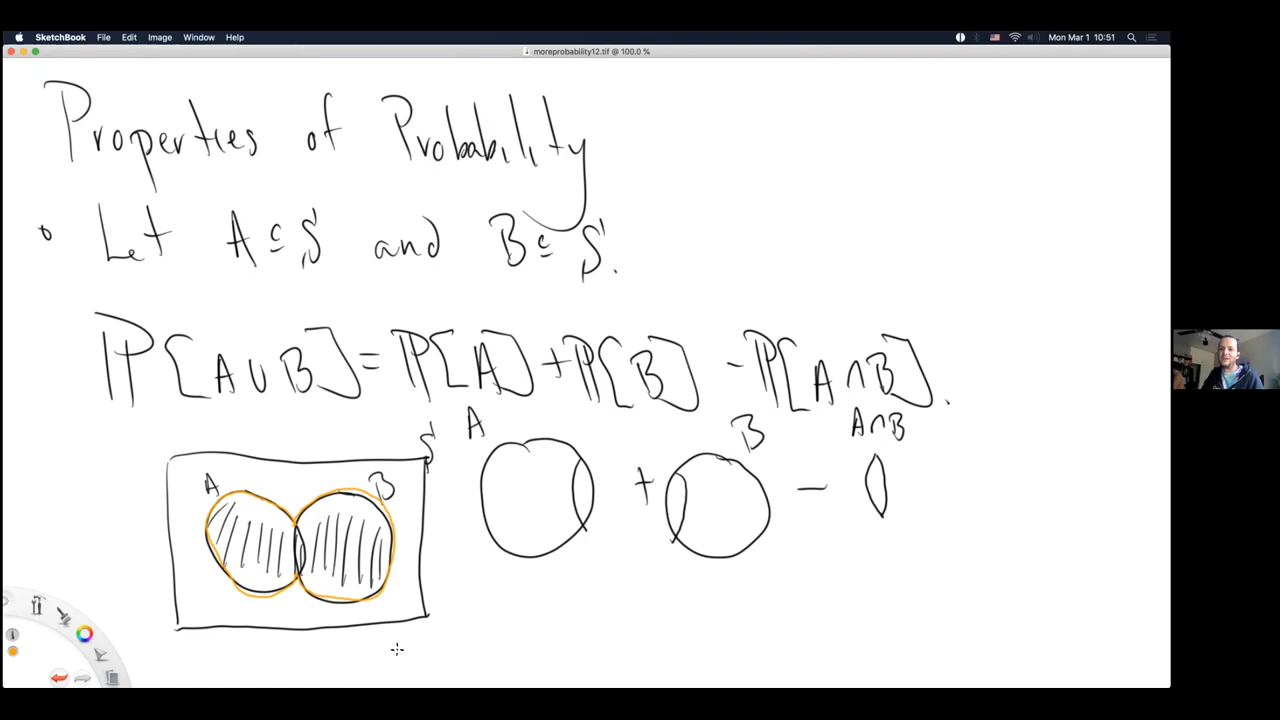 SketchBook File Edit Image Window Help Mon Mar 1 10:51
moreprobability12.tif @ 100.0 %
Properties of Probability
• Let A ⊆ S and B ⊆ S.
ℙ[A∪B] = ℙ[A] + ℙ[B] - ℙ[A∩B].
S A B A∩B
A B + -